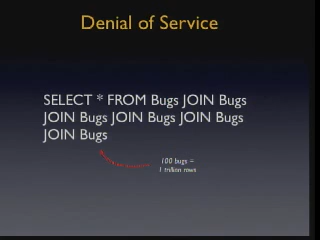 Denial of Service
SELECT * FROM Bugs JOIN Bugs
JOIN Bugs JOIN Bugs JOIN Bugs
JOIN Bugs
100 bugs =
1 trillion rows